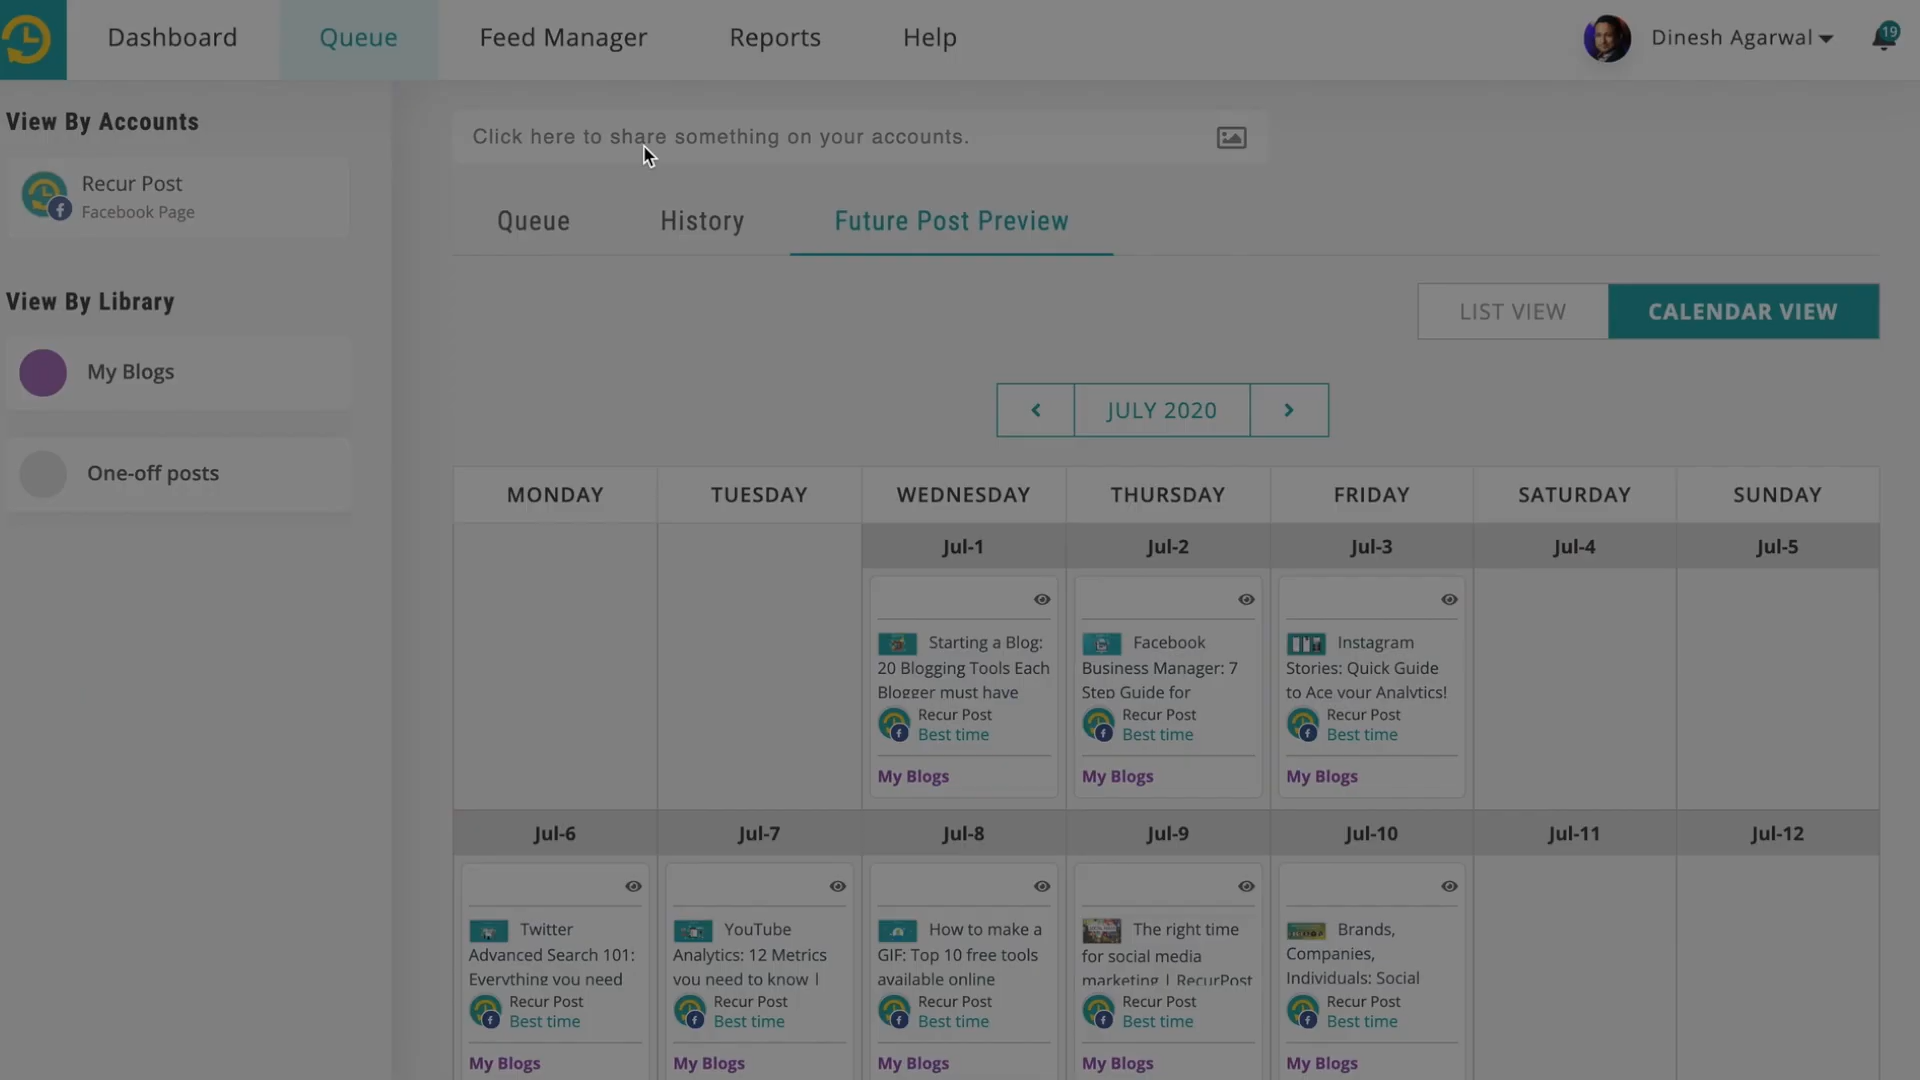 Dashboard
Queue
Feed Manager
Reports
Help
Dinesh Agarwal
19
View By Accounts
Recur Post
Facebook Page
View By Library
My Blogs
One-off posts
Click here to share something on your accounts.
Queue
History
Future Post Preview
LIST VIEW
CALENDAR VIEW
JULY 2020
MONDAY
TUESDAY
WEDNESDAY
THURSDAY
FRIDAY
SATURDAY
SUNDAY
Jul-1
Jul-2
Jul-3
Jul-4
Jul-5
Starting a Blog:
20 Blogging Tools Each
Blogger must have
Recur Post
Best time
My Blogs
Facebook
Business Manager: 7
Step Guide for
Recur Post
Best time
My Blogs
Instagram
Stories: Quick Guide
to Ace your Analytics!
Recur Post
Best time
My Blogs
Jul-6
Jul-7
Jul-8
Jul-9
Jul-10
Jul-11
Jul-12
Twitter
Advanced Search 101:
Everything you need
Recur Post
Best time
My Blogs
YouTube
Analytics: 12 Metrics
you need to know |
Recur Post
Best time
My Blogs
How to make a
GIF: Top 10 free tools
available online
Recur Post
Best time
My Blogs
The right time
for social media
marketing | RecurPost
Recur Post
Best time
My Blogs
Brands,
Companies,
Individuals: Social
Recur Post
Best time
My Blogs